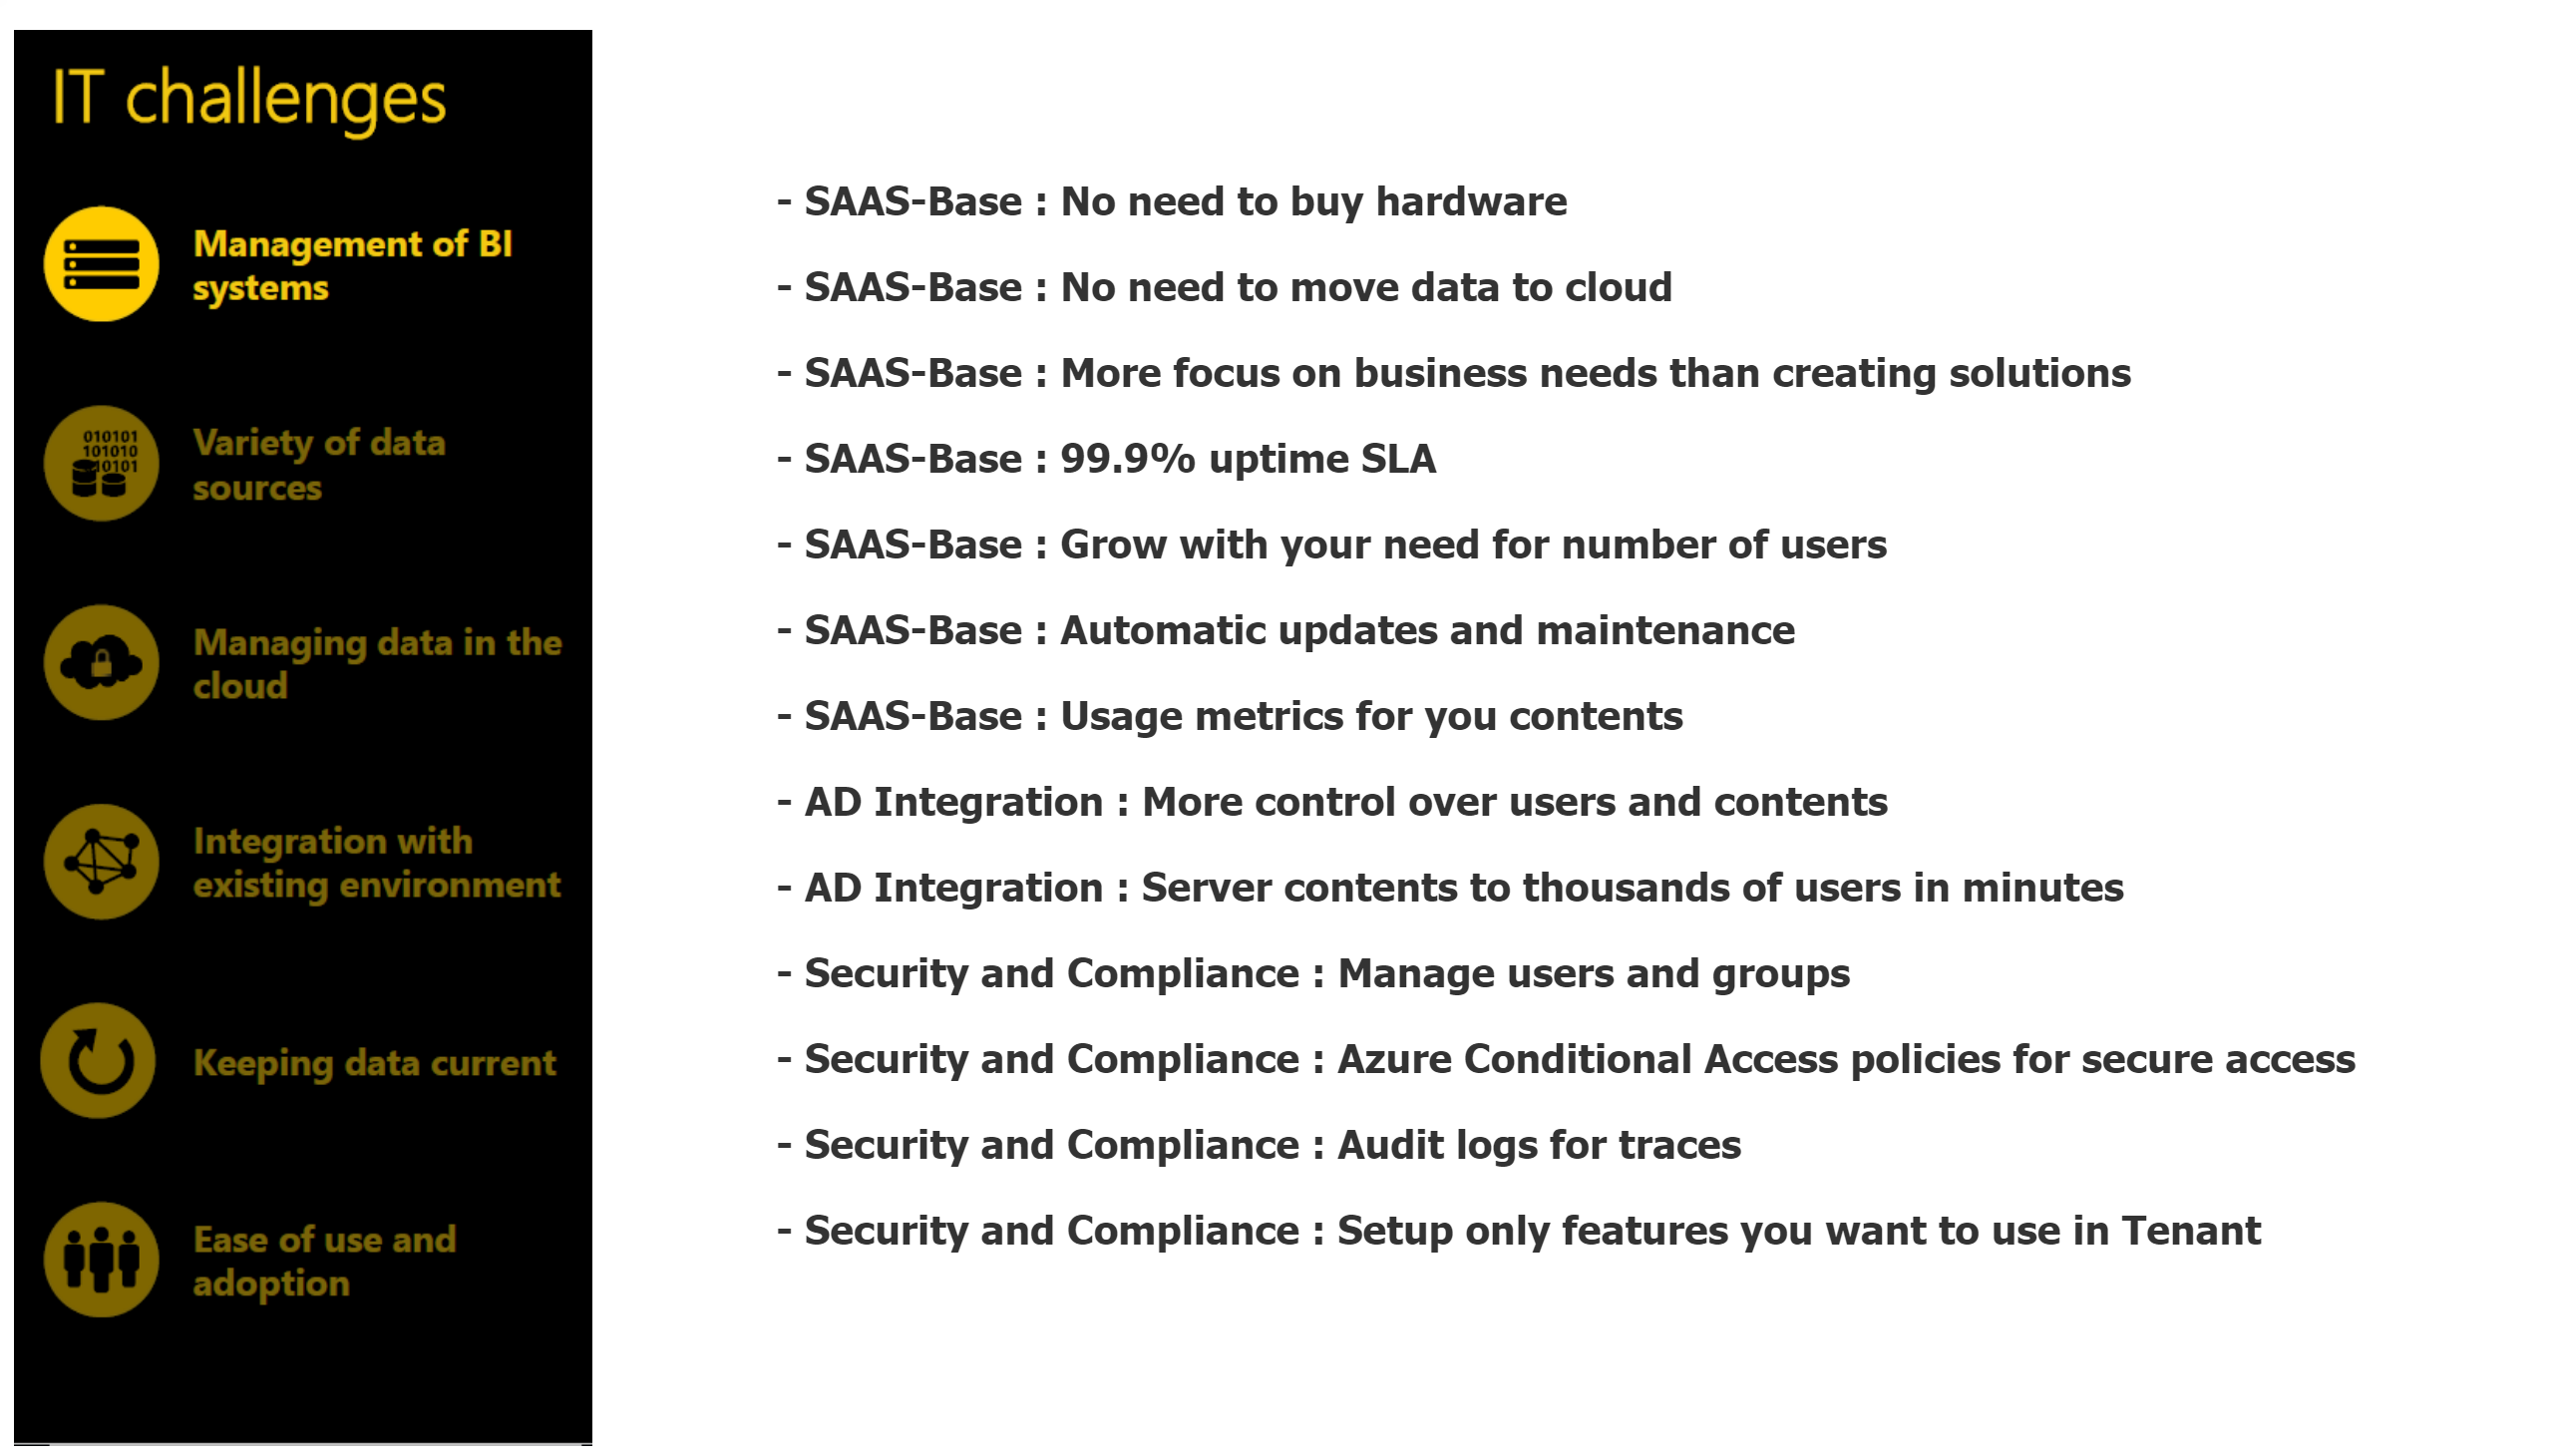 IT challenges
Management of BI
systems
010101
101010
10101
Variety of data
sources
Managing data in the
cloud
Integration with
existing environment
Keeping data current
Ease of use and
adoption
- SAAS-Base : No need to buy hardware
- SAAS-Base : No need to move data to cloud
- SAAS-Base : More focus on business needs than creating solutions
- SAAS-Base : 99.9% uptime SLA
- SAAS-Base : Grow with your need for number of users
- SAAS-Base : Automatic updates and maintenance
- SAAS-Base : Usage metrics for you contents
- AD Integration : More control over users and contents
- AD Integration : Server contents to thousands of users in minutes
- Security and Compliance : Manage users and groups
- Security and Compliance : Azure Conditional Access policies for secure access
- Security and Compliance : Audit logs for traces
- Security and Compliance : Setup only features you want to use in Tenant